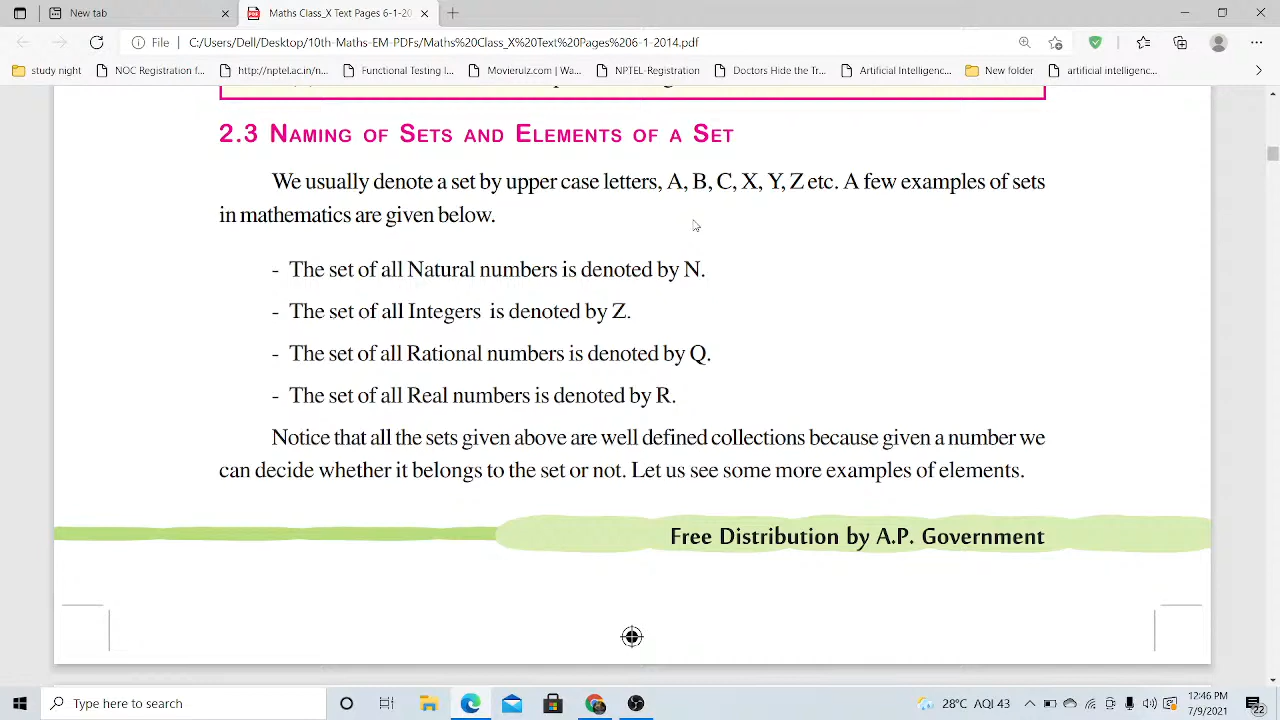 New tab
Maths Class_X Text Pages 6-1-20
File
C:/Users/Dell/Desktop/10th-Maths-EM-PDFs/Maths%20Class_X%20Text%20Pages%206-1-2014.pdf
study night
NOC Registration f...
http://nptel.ac.in/n...
Functional Testing I...
Movierulz.com | Wa...
NPTEL-Registration
Doctors Hide the Tr...
Artificial Intelligenc...
New folder
artificial intelligenc...
2.3 NAMING OF SETS AND ELEMENTS OF A SET
We usually denote a set by upper case letters, A, B, C, X, Y, Z etc. A few examples of sets
in mathematics are given below.
- The set of all Natural numbers is denoted by N.
- The set of all Integers is denoted by Z.
- The set of all Rational numbers is denoted by Q.
- The set of all Real numbers is denoted by R.
Notice that all the sets given above are well defined collections because given a number we
can decide whether it belongs to the set or not. Let us see some more examples of elements.
Free Distribution by A.P. Government
Type here to search
28°C AQI 43
12:46 PM
7/9/2021
22